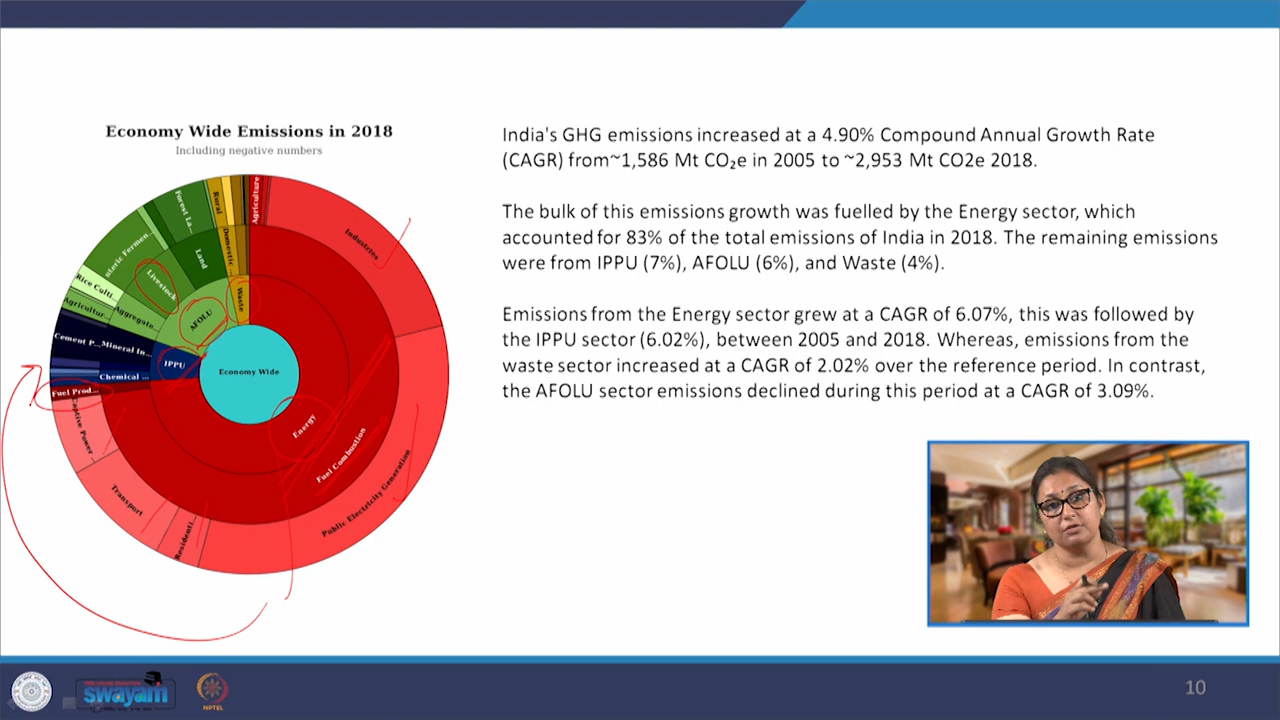 Economy Wide Emissions in 2018
Including negative numbers
Agriculture
Industries
Public Electricity Generation
Residenti...
Transport
Fuel Prod...
Chemical ...
Cement P...
Mineral In...
Agricultur...
Rice Culti...
Aggregate...
Livestock
Forest La...
Land
Rural
Domestic...
Waste
AFOLU
IPPU
Economy Wide
Energy
Fuel Combustion
India's GHG emissions increased at a 4.90% Compound Annual Growth Rate
(CAGR) from~1,586 Mt CO₂e in 2005 to ~2,953 Mt CO2e 2018.
The bulk of this emissions growth was fuelled by the Energy sector, which
accounted for 83% of the total emissions of India in 2018. The remaining emissions
were from IPPU (7%), AFOLU (6%), and Waste (4%).
Emissions from the Energy sector grew at a CAGR of 6.07%, this was followed by
the IPPU sector (6.02%), between 2005 and 2018. Whereas, emissions from the
waste sector increased at a CAGR of 2.02% over the reference period. In contrast,
the AFOLU sector emissions declined during this period at a CAGR of 3.09%.
swayam
NPTEL
10